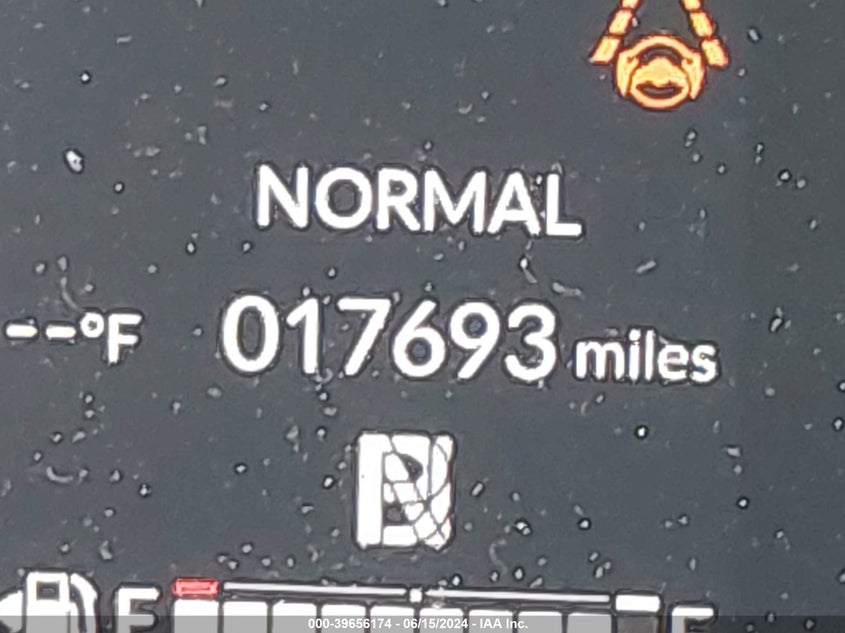 NORMAL
--°F 017693 miles
E
000-39656174 - 06/15/2024 - IAA Inc.